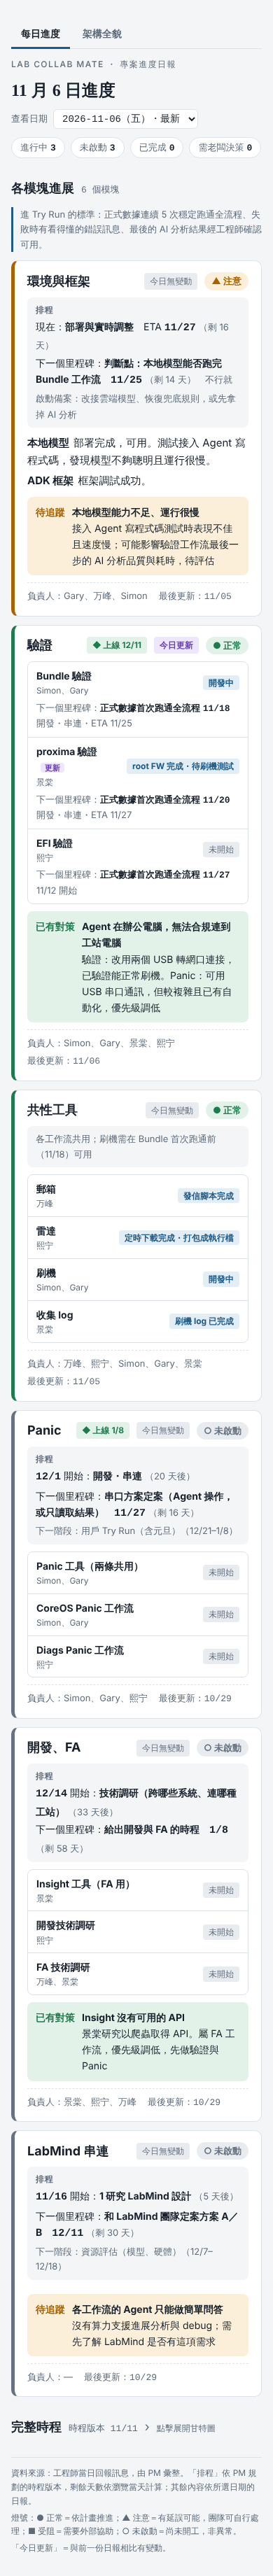 每日進度 架構全貌
LAB COLLAB MATE · 專案進度日報
11 月 6 日進度
查看日期 2026-11-06（五）· 最新
進行中 3 未啟動 3 已完成 0 需老闆決策 0
各模塊進展 6 個模塊
進 Try Run 的標準：正式數據連續 5 次穩定跑通全流程、失
敗時有看得懂的錯誤訊息、最後的 AI 分析結果經工程師確認
可用。
環境與框架 今日無變動 ▲ 注意
排程
現在：部署與實時調整 ETA 11/27（剩 16
天）
下一個里程碑：判斷點：本地模型能否跑完
Bundle 工作流 11/25（剩 14 天） 不行就
啟動備案：改接雲端模型、恢復兜底規則，或先拿
掉 AI 分析
本地模型 部署完成，可用。測試接入 Agent 寫
程式碼，發現模型不夠聰明且運行很慢。
ADK 框架 框架調試成功。
待追蹤 本地模型能力不足、運行很慢
接入 Agent 寫程式碼測試時表現不佳
且速度慢；可能影響驗證工作流最後一
步的 AI 分析品質與耗時，待評估
負責人：Gary、万峰、Simon 最後更新：11/05
驗證 ◆ 上線 12/11 今日更新 ● 正常
Bundle 驗證 開發中
Simon、Gary
下一個里程碑：正式數據首次跑通全流程 11/18
開發・串連・ETA 11/25
proxima 驗證
更新 root FW 完成・待刷機測試
景棠
下一個里程碑：正式數據首次跑通全流程 11/20
開發・串連・ETA 11/27
EFI 驗證 未開始
熙宁
下一個里程碑：正式數據首次跑通全流程 11/27
11/12 開始
已有對策 Agent 在辦公電腦，無法合規連到
工站電腦
驗證：改用兩個 USB 轉網口連接，
已驗證能正常刷機。Panic：可用
USB 串口通訊，但較複雜且已有自
動化，優先級調低
負責人：Simon、Gary、景棠、熙宁
最後更新：11/06
共性工具 今日無變動 ● 正常
各工作流共用；刷機需在 Bundle 首次跑通前
（11/18）可用
郵箱 發信腳本完成
万峰
雷達 定時下載完成・打包成執行檔
熙宁
刷機 開發中
Simon、Gary
收集 log 刷機 log 已完成
景棠
負責人：万峰、熙宁、Simon、Gary、景棠
最後更新：11/05
Panic ◆ 上線 1/8 今日無變動 ○ 未啟動
排程
12/1 開始：開發・串連（20 天後）
下一個里程碑：串口方案定案（Agent 操作，
或只讀取結果） 11/27（剩 16 天）
下一階段：用戶 Try Run（含元旦）（12/21–1/8）
Panic 工具（兩條共用） 未開始
Simon、Gary
CoreOS Panic 工作流 未開始
Simon、Gary
Diags Panic 工作流 未開始
熙宁
負責人：Simon、Gary、熙宁 最後更新：10/29
開發、FA 今日無變動 ○ 未啟動
排程
12/14 開始：技術調研（跨哪些系統、連哪種
工站）（33 天後）
下一個里程碑：給出開發與 FA 的時程 1/8
（剩 58 天）
Insight 工具（FA 用） 未開始
景棠
開發技術調研 未開始
熙宁
FA 技術調研 未開始
万峰、景棠
已有對策 Insight 沒有可用的 API
景棠研究以爬蟲取得 API。屬 FA 工
作流，優先級調低，先做驗證與
Panic
負責人：景棠、熙宁、万峰 最後更新：10/29
LabMind 串連 今日無變動 ○ 未啟動
排程
11/16 開始：1 研究 LabMind 設計（5 天後）
下一個里程碑：和 LabMind 團隊定案方案 A／
B 12/11（剩 30 天）
下一階段：資源評估（模型、硬體）（12/7–
12/18）
待追蹤 各工作流的 Agent 只能做簡單問答
沒有算力支援進展分析與 debug；需
先了解 LabMind 是否有這項需求
負責人：— 最後更新：10/29
完整時程 時程版本 11/11 › 點擊展開甘特圖
資料來源：工程師當日回報訊息，由 PM 彙整。「排程」依 PM 規
劃的時程版本，剩餘天數依瀏覽當天計算；其餘內容依所選日期的
日報。
燈號：● 正常＝依計畫推進；▲ 注意＝有延誤可能，團隊可自行處
理；■ 受阻＝需要外部協助；○ 未啟動＝尚未開工，非異常。
「今日更新」＝與前一份日報相比有變動。